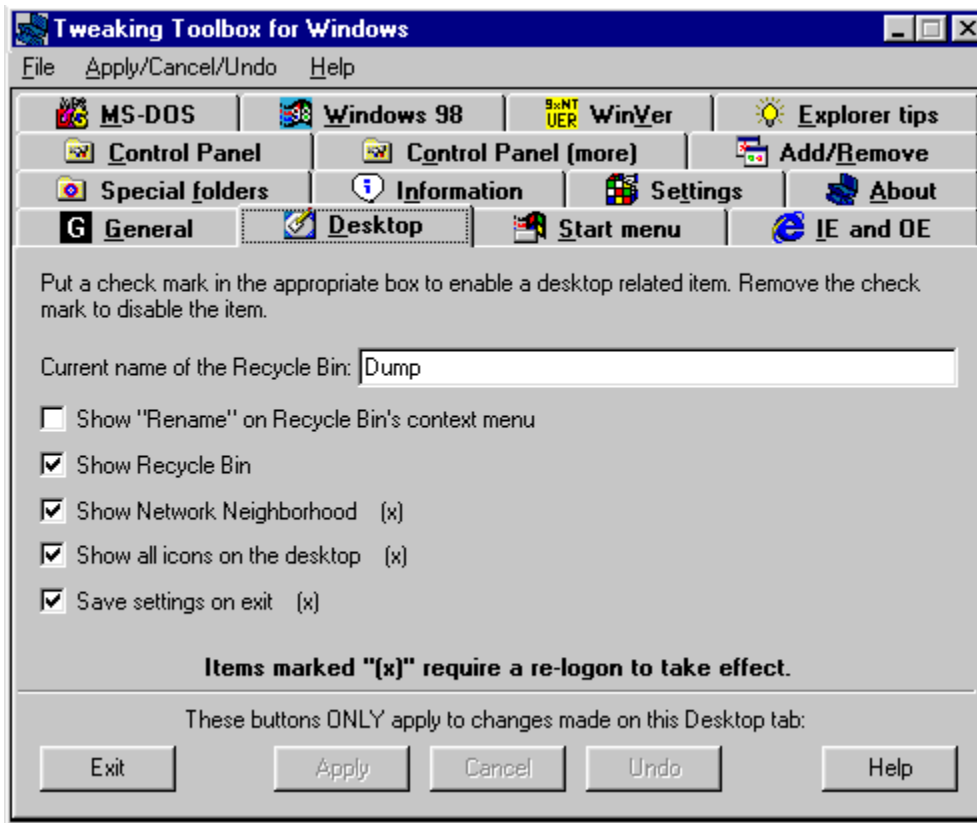 Tweaking Toolbox for Windows
File Apply/Cancel/Undo Help
MS-DOS Windows 98 9xNT VER WinVer Explorer tips
Control Panel Control Panel (more) Add/Remove
Special folders Information Settings About
G General Desktop Start menu IE and OE
Put a check mark in the appropriate box to enable a desktop related item. Remove the check
mark to disable the item.
Current name of the Recycle Bin: Dump
Show "Rename" on Recycle Bin's context menu
Show Recycle Bin
Show Network Neighborhood (x)
Show all icons on the desktop (x)
Save settings on exit (x)
Items marked "(x)" require a re-logon to take effect.
These buttons ONLY apply to changes made on this Desktop tab:
Exit Apply Cancel Undo Help